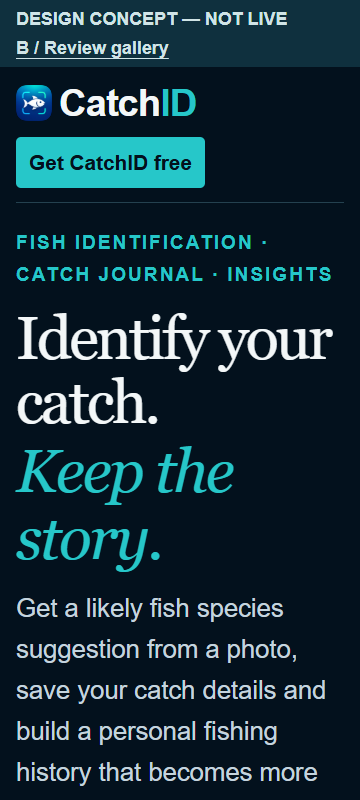 DESIGN CONCEPT — NOT LIVE
B / Review gallery
CatchID
Get CatchID free
FISH IDENTIFICATION ·
CATCH JOURNAL · INSIGHTS
Identify your
catch.
Keep the
story.
Get a likely fish species
suggestion from a photo,
save your catch details and
build a personal fishing
history that becomes more